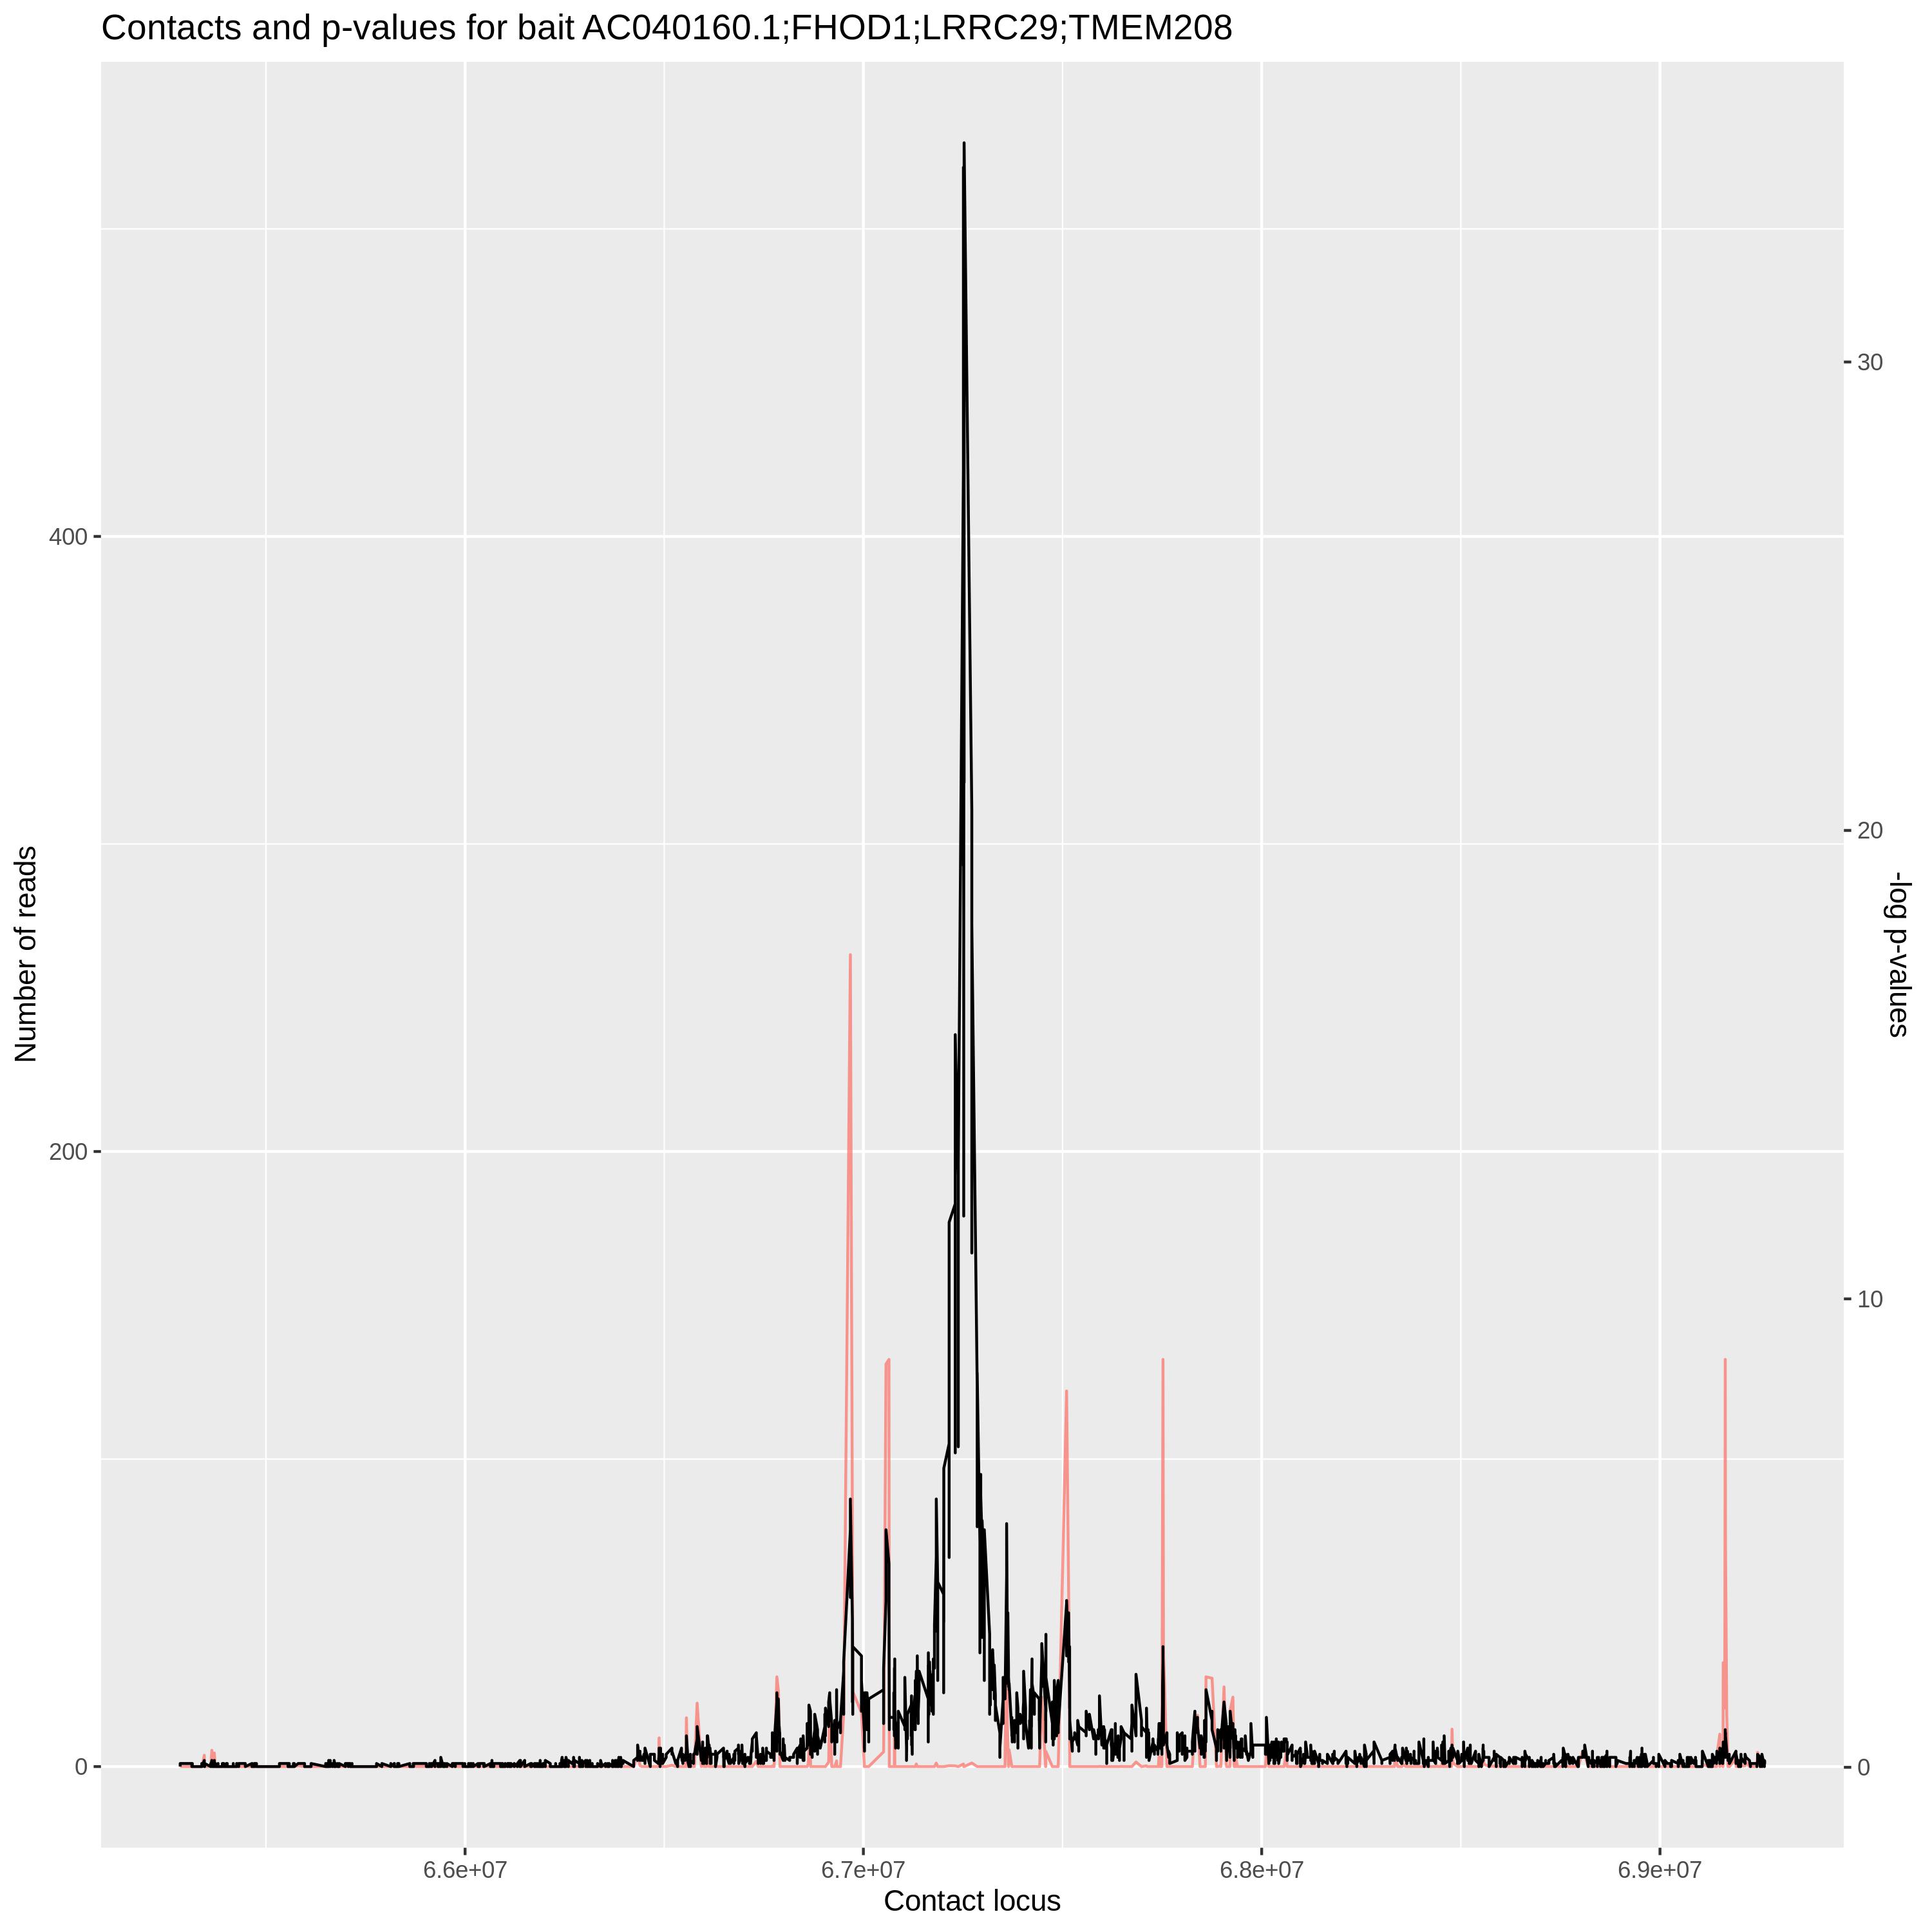 Contacts and p-values for bait AC040160.1;FHOD1;LRRC29;TMEM208
Number of reads
400
200
0
30
20
10
0
-log p-values
6.6e+07
6.7e+07
6.8e+07
6.9e+07
Contact locus